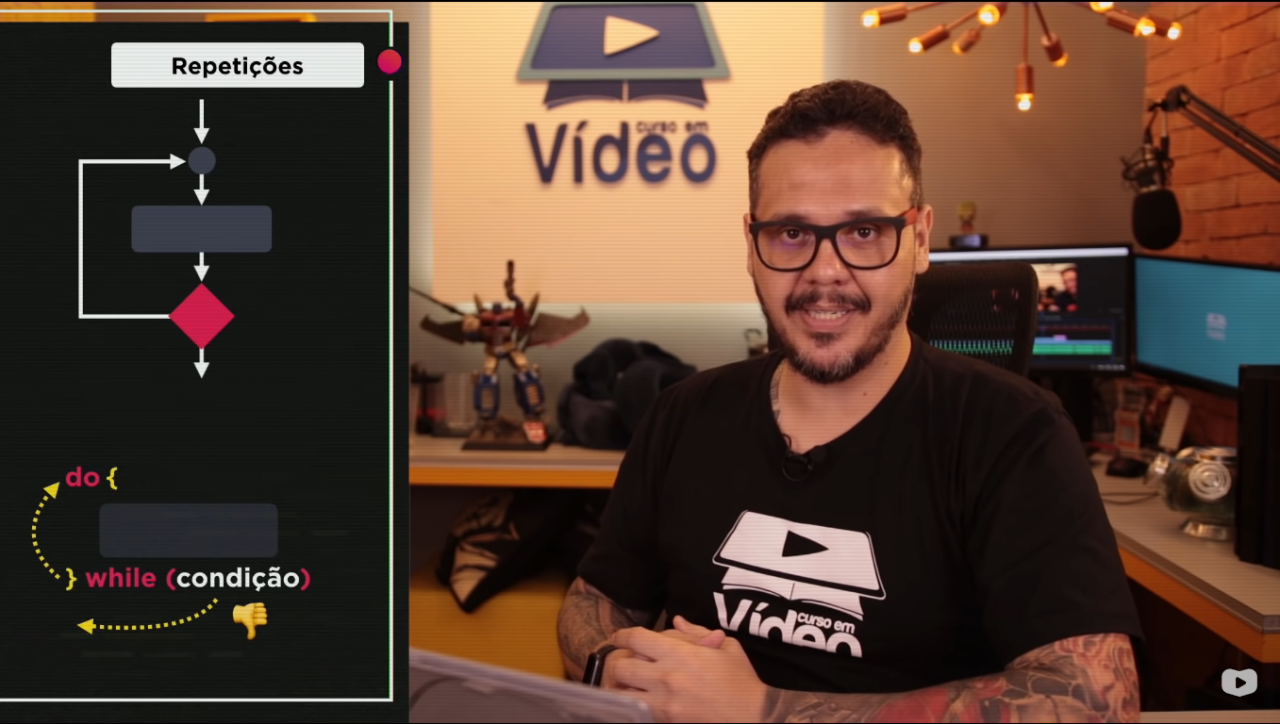 Repetições
do {
} while (condição)
curso em
Vídeo
curso em
Vídeo